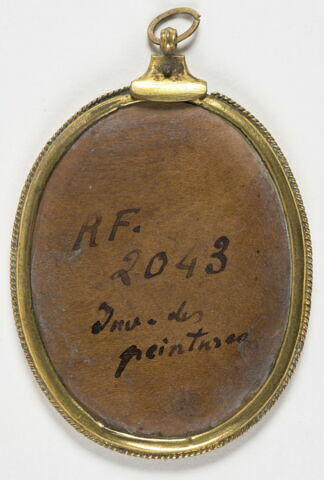 RF.
2043
Inv. des
peintures